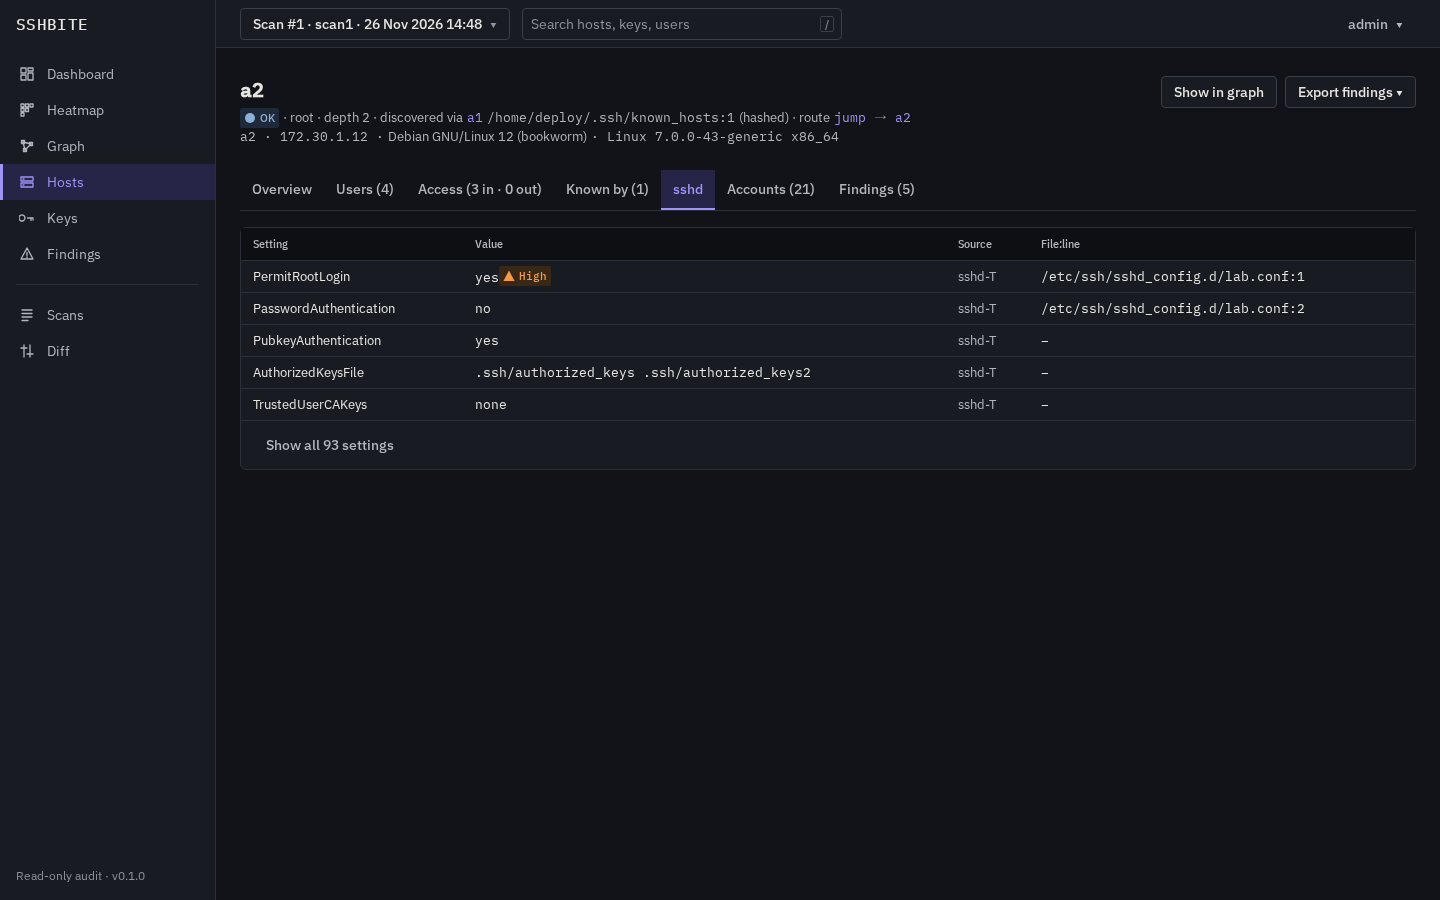 SSHBITE
Scan #1 · scan1 · 26 Nov 2026 14:48 ▾
Search hosts, keys, users /
admin ▾
Dashboard
Heatmap
Graph
Hosts
Keys
Findings
Scans
Diff
Read-only audit · v0.1.0
a2
Show in graph
Export findings ▾
OK · root · depth 2 · discovered via a1 /home/deploy/.ssh/known_hosts:1 (hashed) · route jump → a2
a2 · 172.30.1.12 · Debian GNU/Linux 12 (bookworm) · Linux 7.0.0-43-generic x86_64
Overview Users (4) Access (3 in · 0 out) Known by (1) sshd Accounts (21) Findings (5)
Setting Value Source File:line
PermitRootLogin yes High sshd-T /etc/ssh/sshd_config.d/lab.conf:1
PasswordAuthentication no sshd-T /etc/ssh/sshd_config.d/lab.conf:2
PubkeyAuthentication yes sshd-T –
AuthorizedKeysFile .ssh/authorized_keys .ssh/authorized_keys2 sshd-T –
TrustedUserCAKeys none sshd-T –
Show all 93 settings